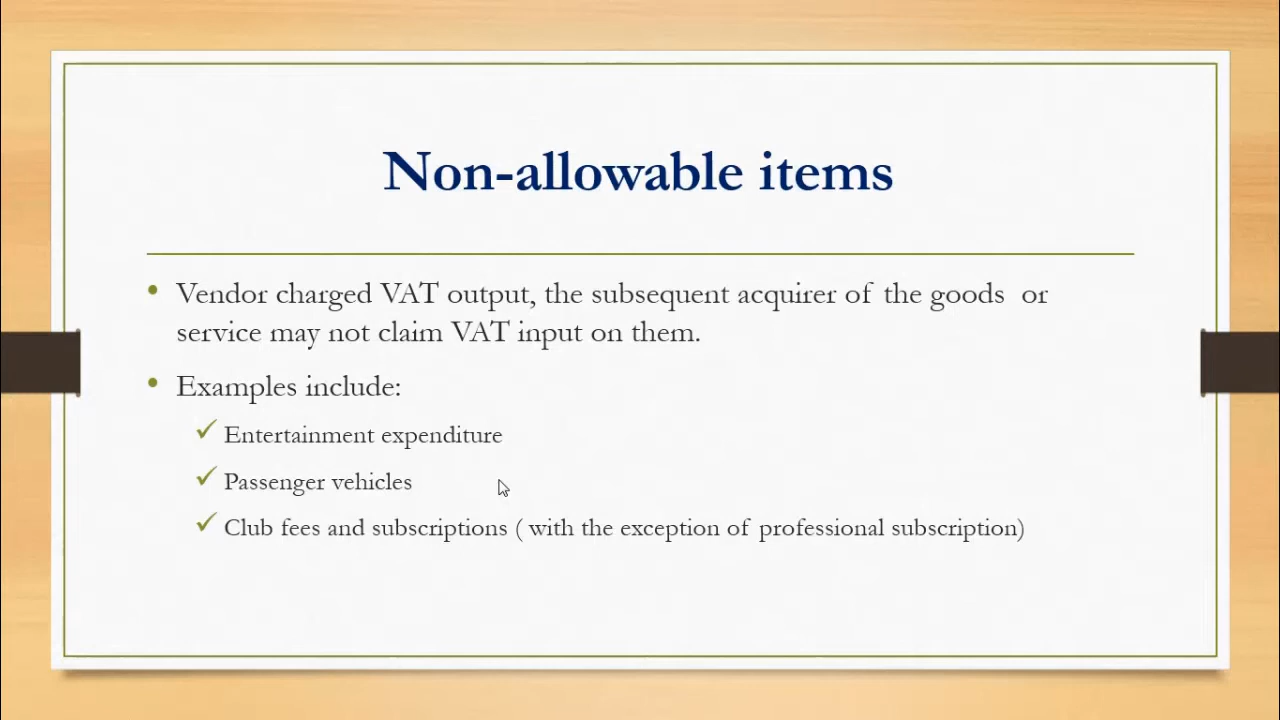 Non-allowable items
• Vendor charged VAT output, the subsequent acquirer of the goods or
service may not claim VAT input on them.
• Examples include:
✓ Entertainment expenditure
✓ Passenger vehicles
✓ Club fees and subscriptions ( with the exception of professional subscription)